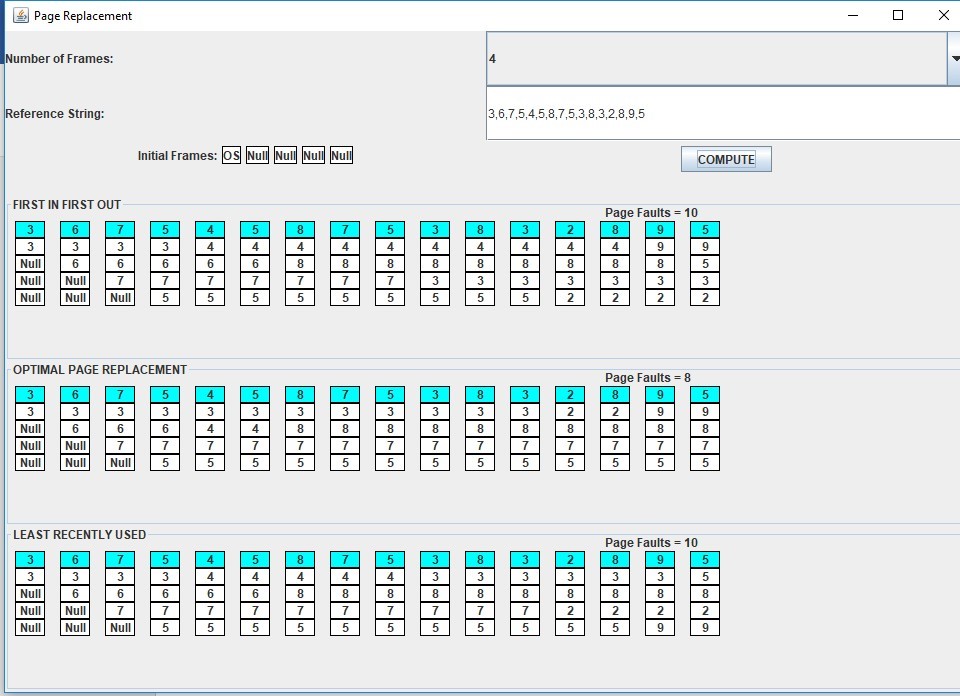 Page Replacement
Number of Frames: 4
Reference String: 3,6,7,5,4,5,8,7,5,3,8,3,2,8,9,5
Initial Frames: OS Null Null Null Null COMPUTE
FIRST IN FIRST OUT
Page Faults = 10
3 6 7 5 4 5 8 7 5 3 8 3 2 8 9 5
3 3 3 3 4 4 4 4 4 4 4 4 4 4 9 9
Null 6 6 6 6 6 8 8 8 8 8 8 8 8 8 5
Null Null 7 7 7 7 7 7 7 3 3 3 3 3 3 3
Null Null Null 5 5 5 5 5 5 5 5 5 2 2 2 2
OPTIMAL PAGE REPLACEMENT
Page Faults = 8
3 6 7 5 4 5 8 7 5 3 8 3 2 8 9 5
3 3 3 3 3 3 3 3 3 3 3 3 2 2 9 9
Null 6 6 6 4 4 8 8 8 8 8 8 8 8 8 8
Null Null 7 7 7 7 7 7 7 7 7 7 7 7 7 7
Null Null Null 5 5 5 5 5 5 5 5 5 5 5 5 5
LEAST RECENTLY USED
Page Faults = 10
3 6 7 5 4 5 8 7 5 3 8 3 2 8 9 5
3 3 3 3 4 4 4 4 4 3 3 3 3 3 3 5
Null 6 6 6 6 6 8 8 8 8 8 8 8 8 8 8
Null Null 7 7 7 7 7 7 7 7 7 7 2 2 2 2
Null Null Null 5 5 5 5 5 5 5 5 5 5 5 9 9